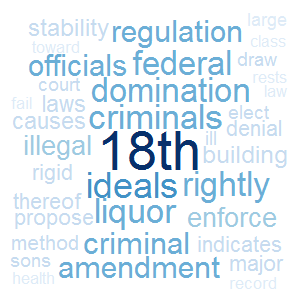 large
stability regulation
toward class
officials federal draw
court domination rests
fail laws law
causes criminals elect
denial
illegal 18th ill
building
rigid
ideals rightly
thereof
propose liquor enforce
method criminal indicates
sons amendment major
health record